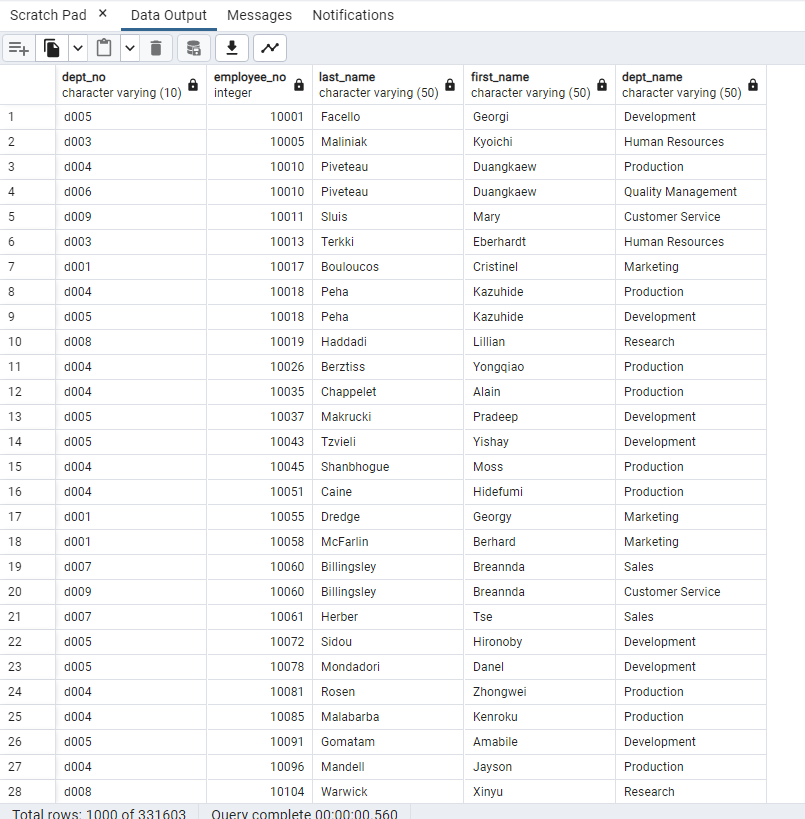 Scratch Pad × Data Output Messages Notifications
dept_no employee_no last_name first_name dept_name
character varying (10) integer character varying (50) character varying (50) character varying (50)
1 d005 10001 Facello Georgi Development
2 d003 10005 Maliniak Kyoichi Human Resources
3 d004 10010 Piveteau Duangkaew Production
4 d006 10010 Piveteau Duangkaew Quality Management
5 d009 10011 Sluis Mary Customer Service
6 d003 10013 Terkki Eberhardt Human Resources
7 d001 10017 Bouloucos Cristinel Marketing
8 d004 10018 Peha Kazuhide Production
9 d005 10018 Peha Kazuhide Development
10 d008 10019 Haddadi Lillian Research
11 d004 10026 Berztiss Yongqiao Production
12 d004 10035 Chappelet Alain Production
13 d005 10037 Makrucki Pradeep Development
14 d005 10043 Tzvieli Yishay Development
15 d004 10045 Shanbhogue Moss Production
16 d004 10051 Caine Hidefumi Production
17 d001 10055 Dredge Georgy Marketing
18 d001 10058 McFarlin Berhard Marketing
19 d007 10060 Billingsley Breannda Sales
20 d009 10060 Billingsley Breannda Customer Service
21 d007 10061 Herber Tse Sales
22 d005 10072 Sidou Hironoby Development
23 d005 10078 Mondadori Danel Development
24 d004 10081 Rosen Zhongwei Production
25 d004 10085 Malabarba Kenroku Production
26 d005 10091 Gomatam Amabile Development
27 d004 10096 Mandell Jayson Production
28 d008 10104 Warwick Xinyu Research
Total rows: 1000 of 331603 Query complete 00:00:00.560